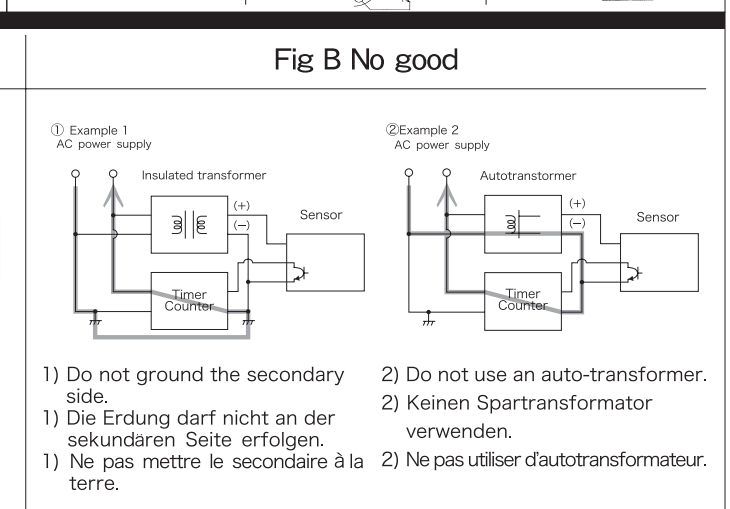 Fig B No good
① Example 1
AC power supply
Insulated transformer
(+)
(−)
Sensor
Timer
Counter
②Example 2
AC power supply
Autotranstormer
(+)
(−)
Sensor
Timer
Counter
1) Do not ground the secondary
side.
1) Die Erdung darf nicht an der
sekundären Seite erfolgen.
1) Ne pas mettre le secondaire à la
terre.
2) Do not use an auto-transformer.
2) Keinen Spartransformator
verwenden.
2) Ne pas utiliser d'autotransformateur.